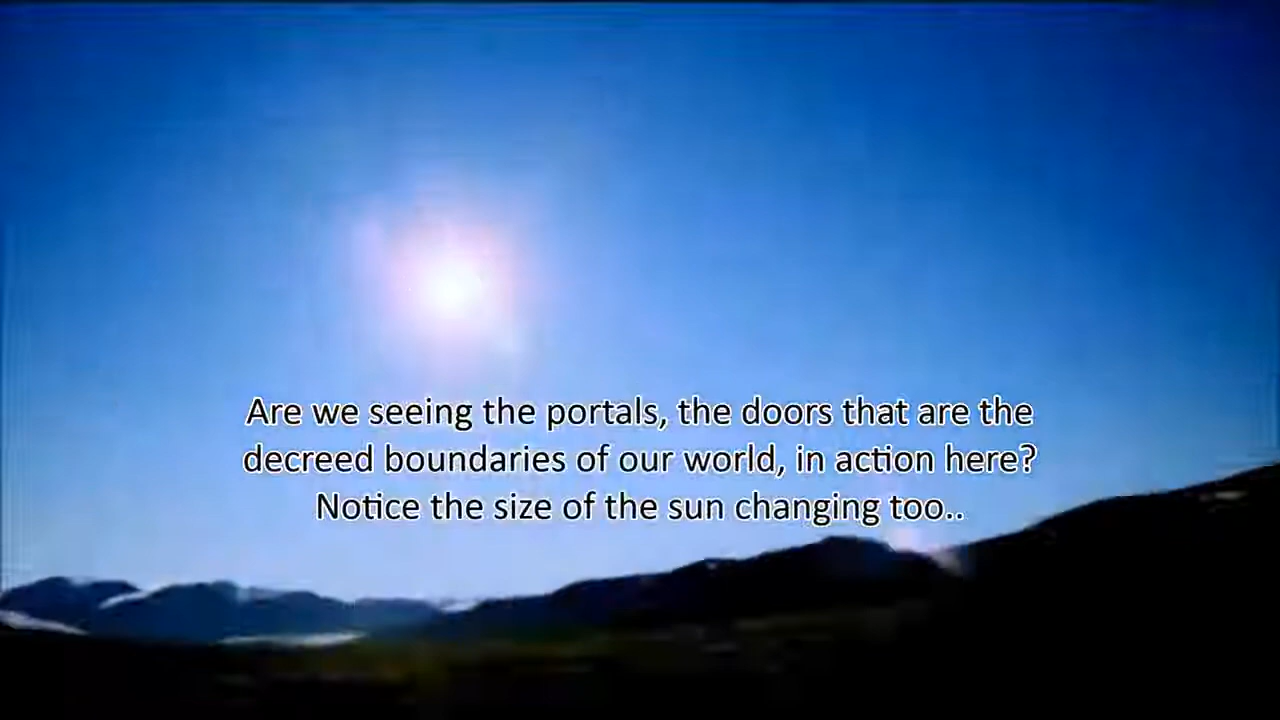 Are we seeing the portals, the doors that are the
decreed boundaries of our world, in action here?
Notice the size of the sun changing too..